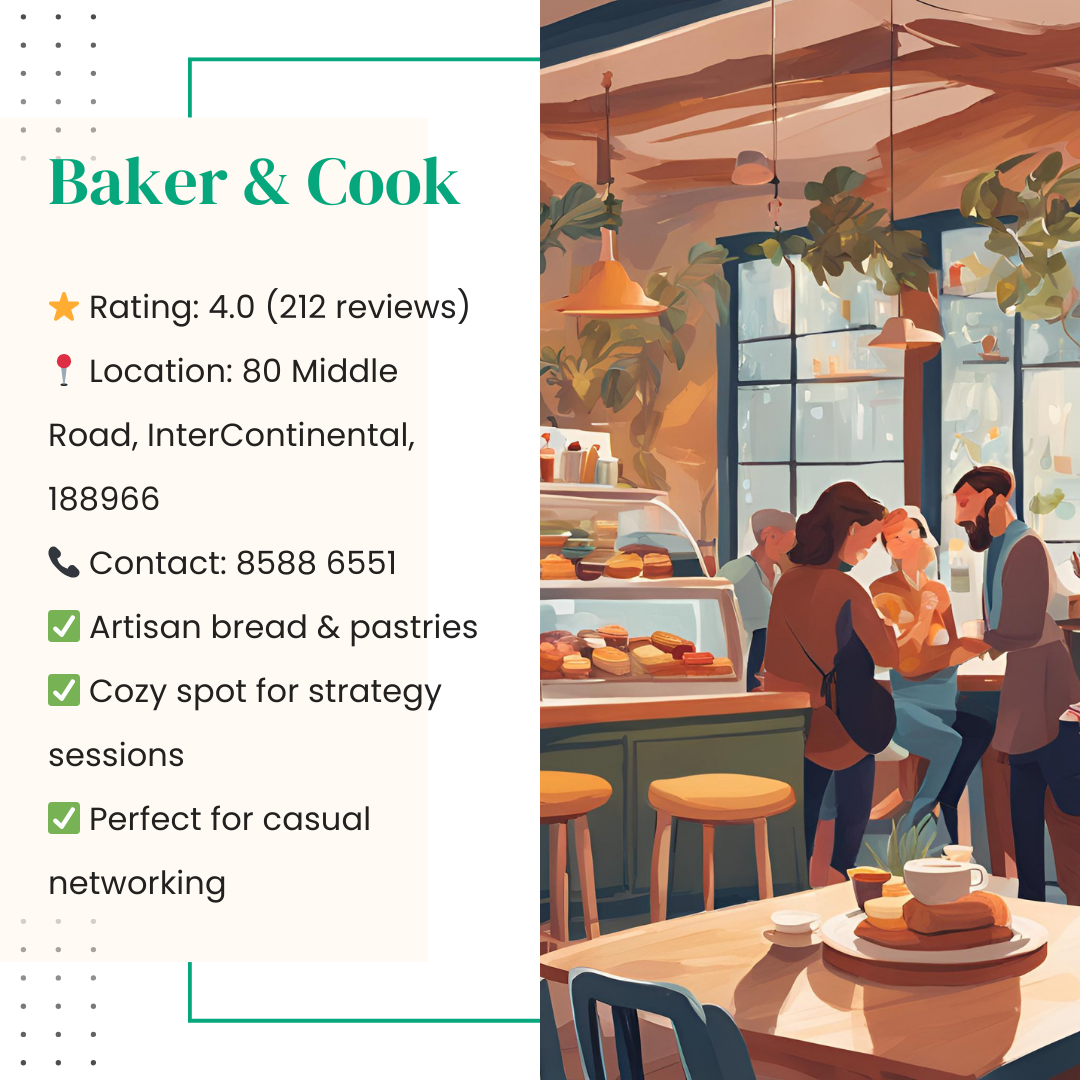 Baker & Cook
⭐ Rating: 4.0 (212 reviews)
📍 Location: 80 Middle
Road, InterContinental,
188966
📞 Contact: 8588 6551
✅ Artisan bread & pastries
✅ Cozy spot for strategy
sessions
✅ Perfect for casual
networking